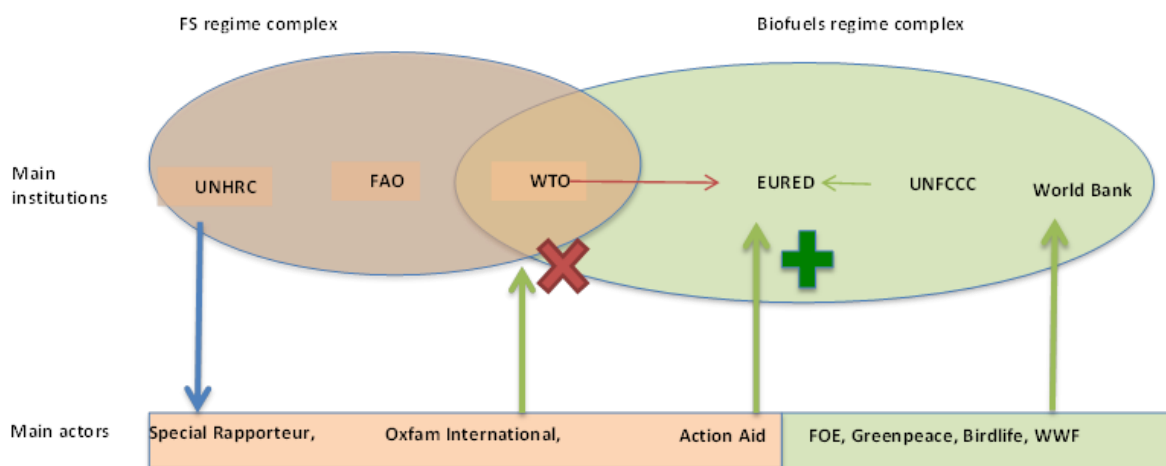 FS regime complex
Biofuels regime complex
Main
institutions
UNHRC
FAO
WTO
EURED
UNFCCC
World Bank
Main actors
Special Rapporteur,
Oxfam International,
Action Aid
FOE, Greenpeace, Birdlife, WWF